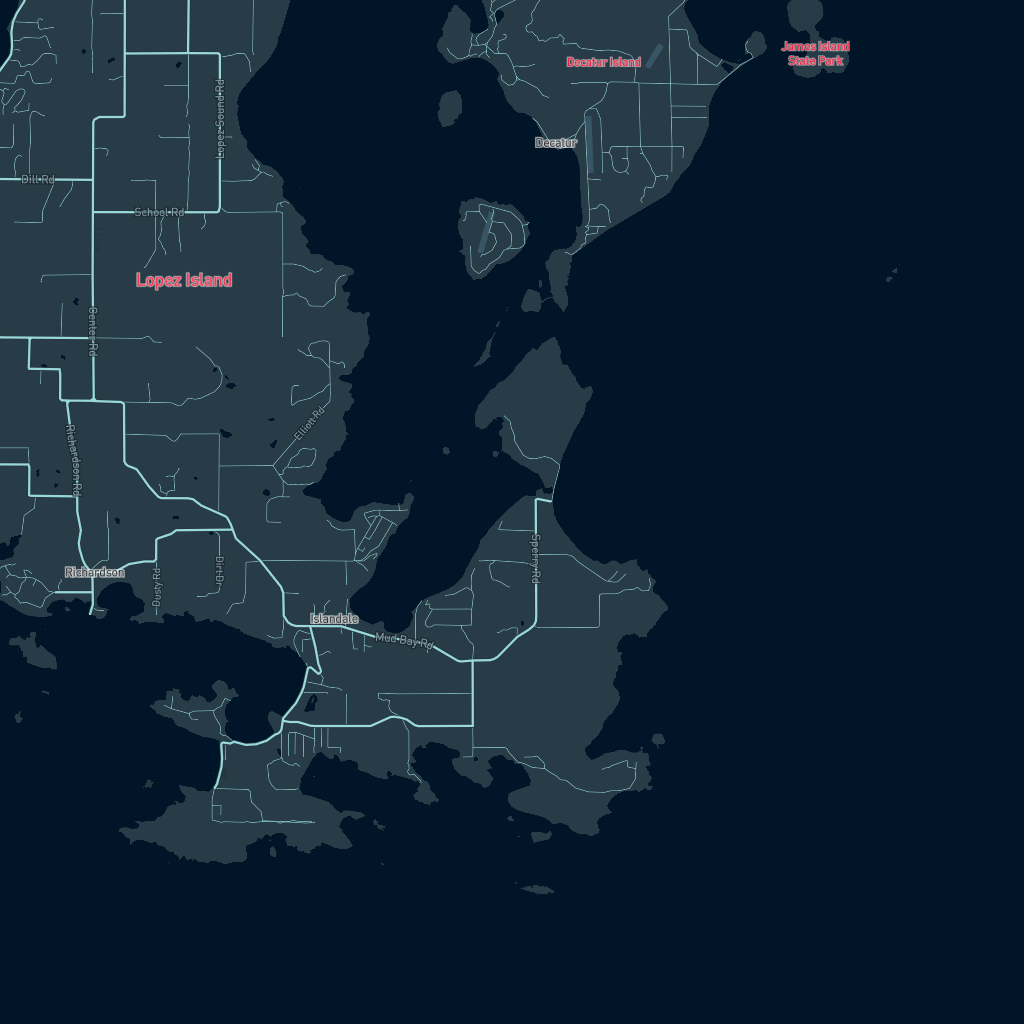 James Island
State Park
Decatur Island
Lopez Sound Rd
Decatur
Dill Rd
School Rd
Lopez Island
Center Rd
Elliott Rd
Richardson Rd
Sperry Rd
Richardson
Dirt Dr
Dusty Rd
Islandale
Mud Bay Rd